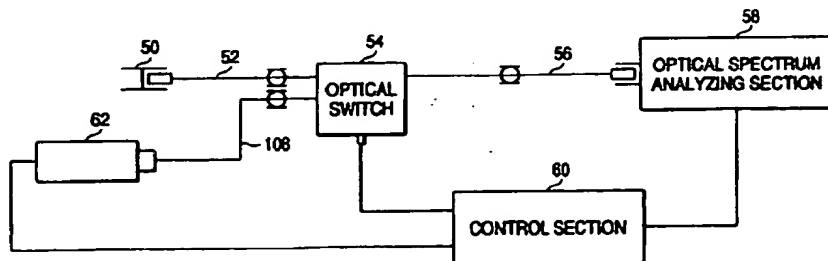 50
52
54
56
58
OPTICAL
SWITCH
OPTICAL SPECTRUM
ANALYZING SECTION
62
108
60
CONTROL SECTION